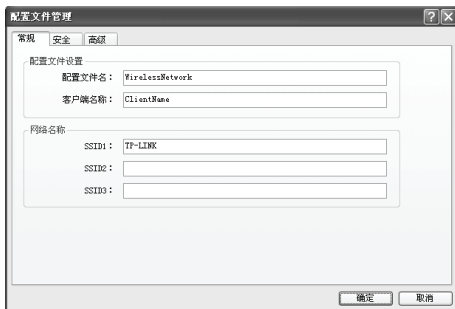 配置文件管理
常规 安全 高级
配置文件设置
配置文件名： WirelessNetwork
客户端名称： ClientName
网络名称
SSID1： TP-LINK
SSID2：
SSID3：
确定 取消